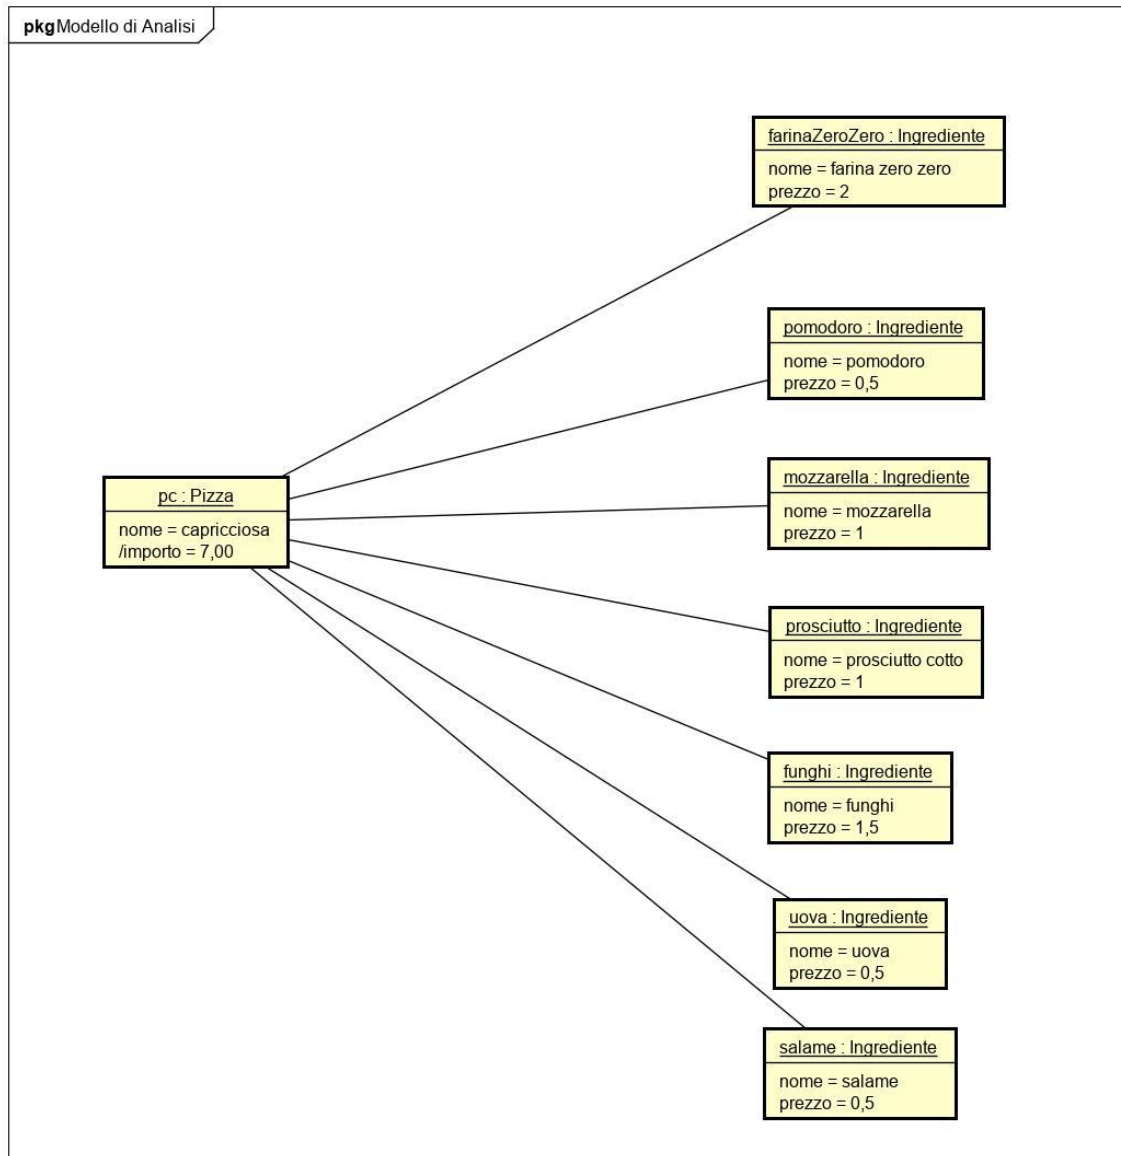 pkg Modello di Analisi
farinaZeroZero : Ingrediente
nome = farina zero zero
prezzo = 2
pomodoro : Ingrediente
nome = pomodoro
prezzo = 0,5
mozzarella : Ingrediente
nome = mozzarella
prezzo = 1
pc : Pizza
nome = capricciosa
/importo = 7,00
prosciutto : Ingrediente
nome = prosciutto cotto
prezzo = 1
funghi : Ingrediente
nome = funghi
prezzo = 1,5
uova : Ingrediente
nome = uova
prezzo = 0,5
salame : Ingrediente
nome = salame
prezzo = 0,5